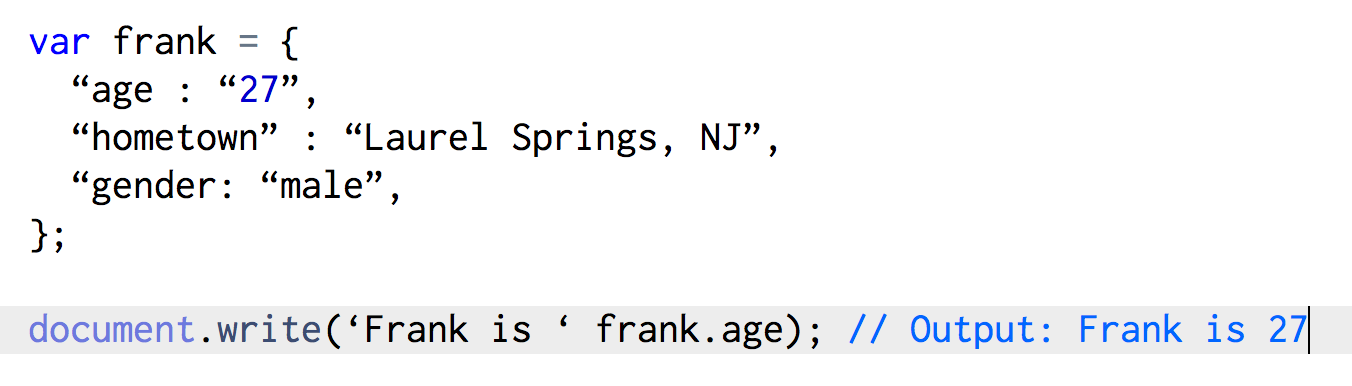 var frank = {
“age : “27”,
“hometown” : “Laurel Springs, NJ”,
“gender: “male”,
};
document.write(‘Frank is ‘ frank.age); // Output: Frank is 27